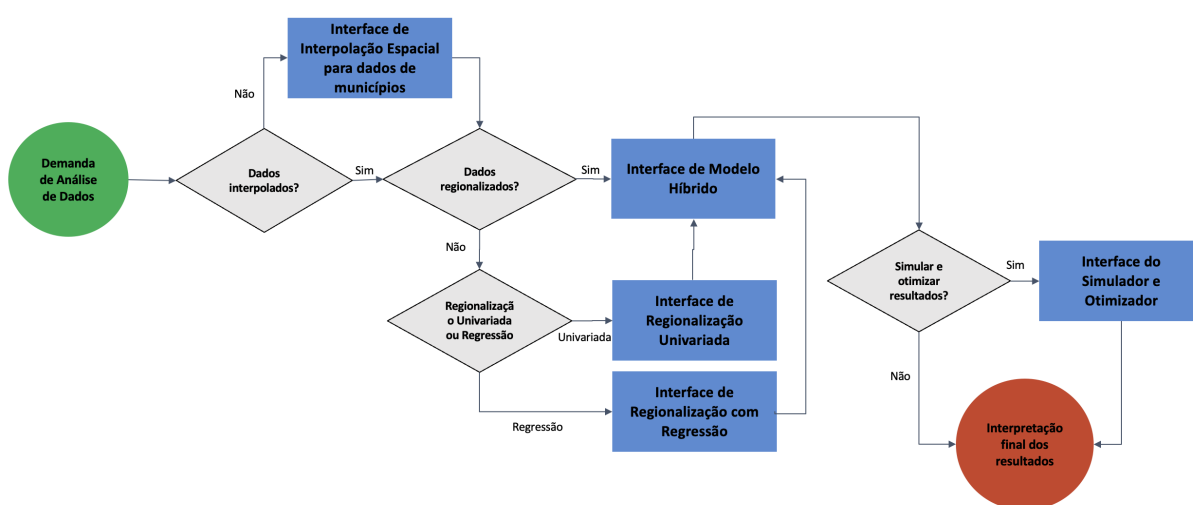 Interface de
Interpolação Espacial
para dados de
municípios
Não
Demanda
de Análise
de Dados
Dados
interpolados?
Sim
Dados
regionalizados?
Sim
Interface de Modelo
Híbrido
Não
Regionalizaçã
o Univariada
ou Regressão
Univariada
Interface de
Regionalização
Univariada
Regressão
Interface de
Regionalização com
Regressão
Simular e
otimizar
resultados?
Sim
Interface do
Simulador e
Otimizador
Não
Interpretação
final dos
resultados